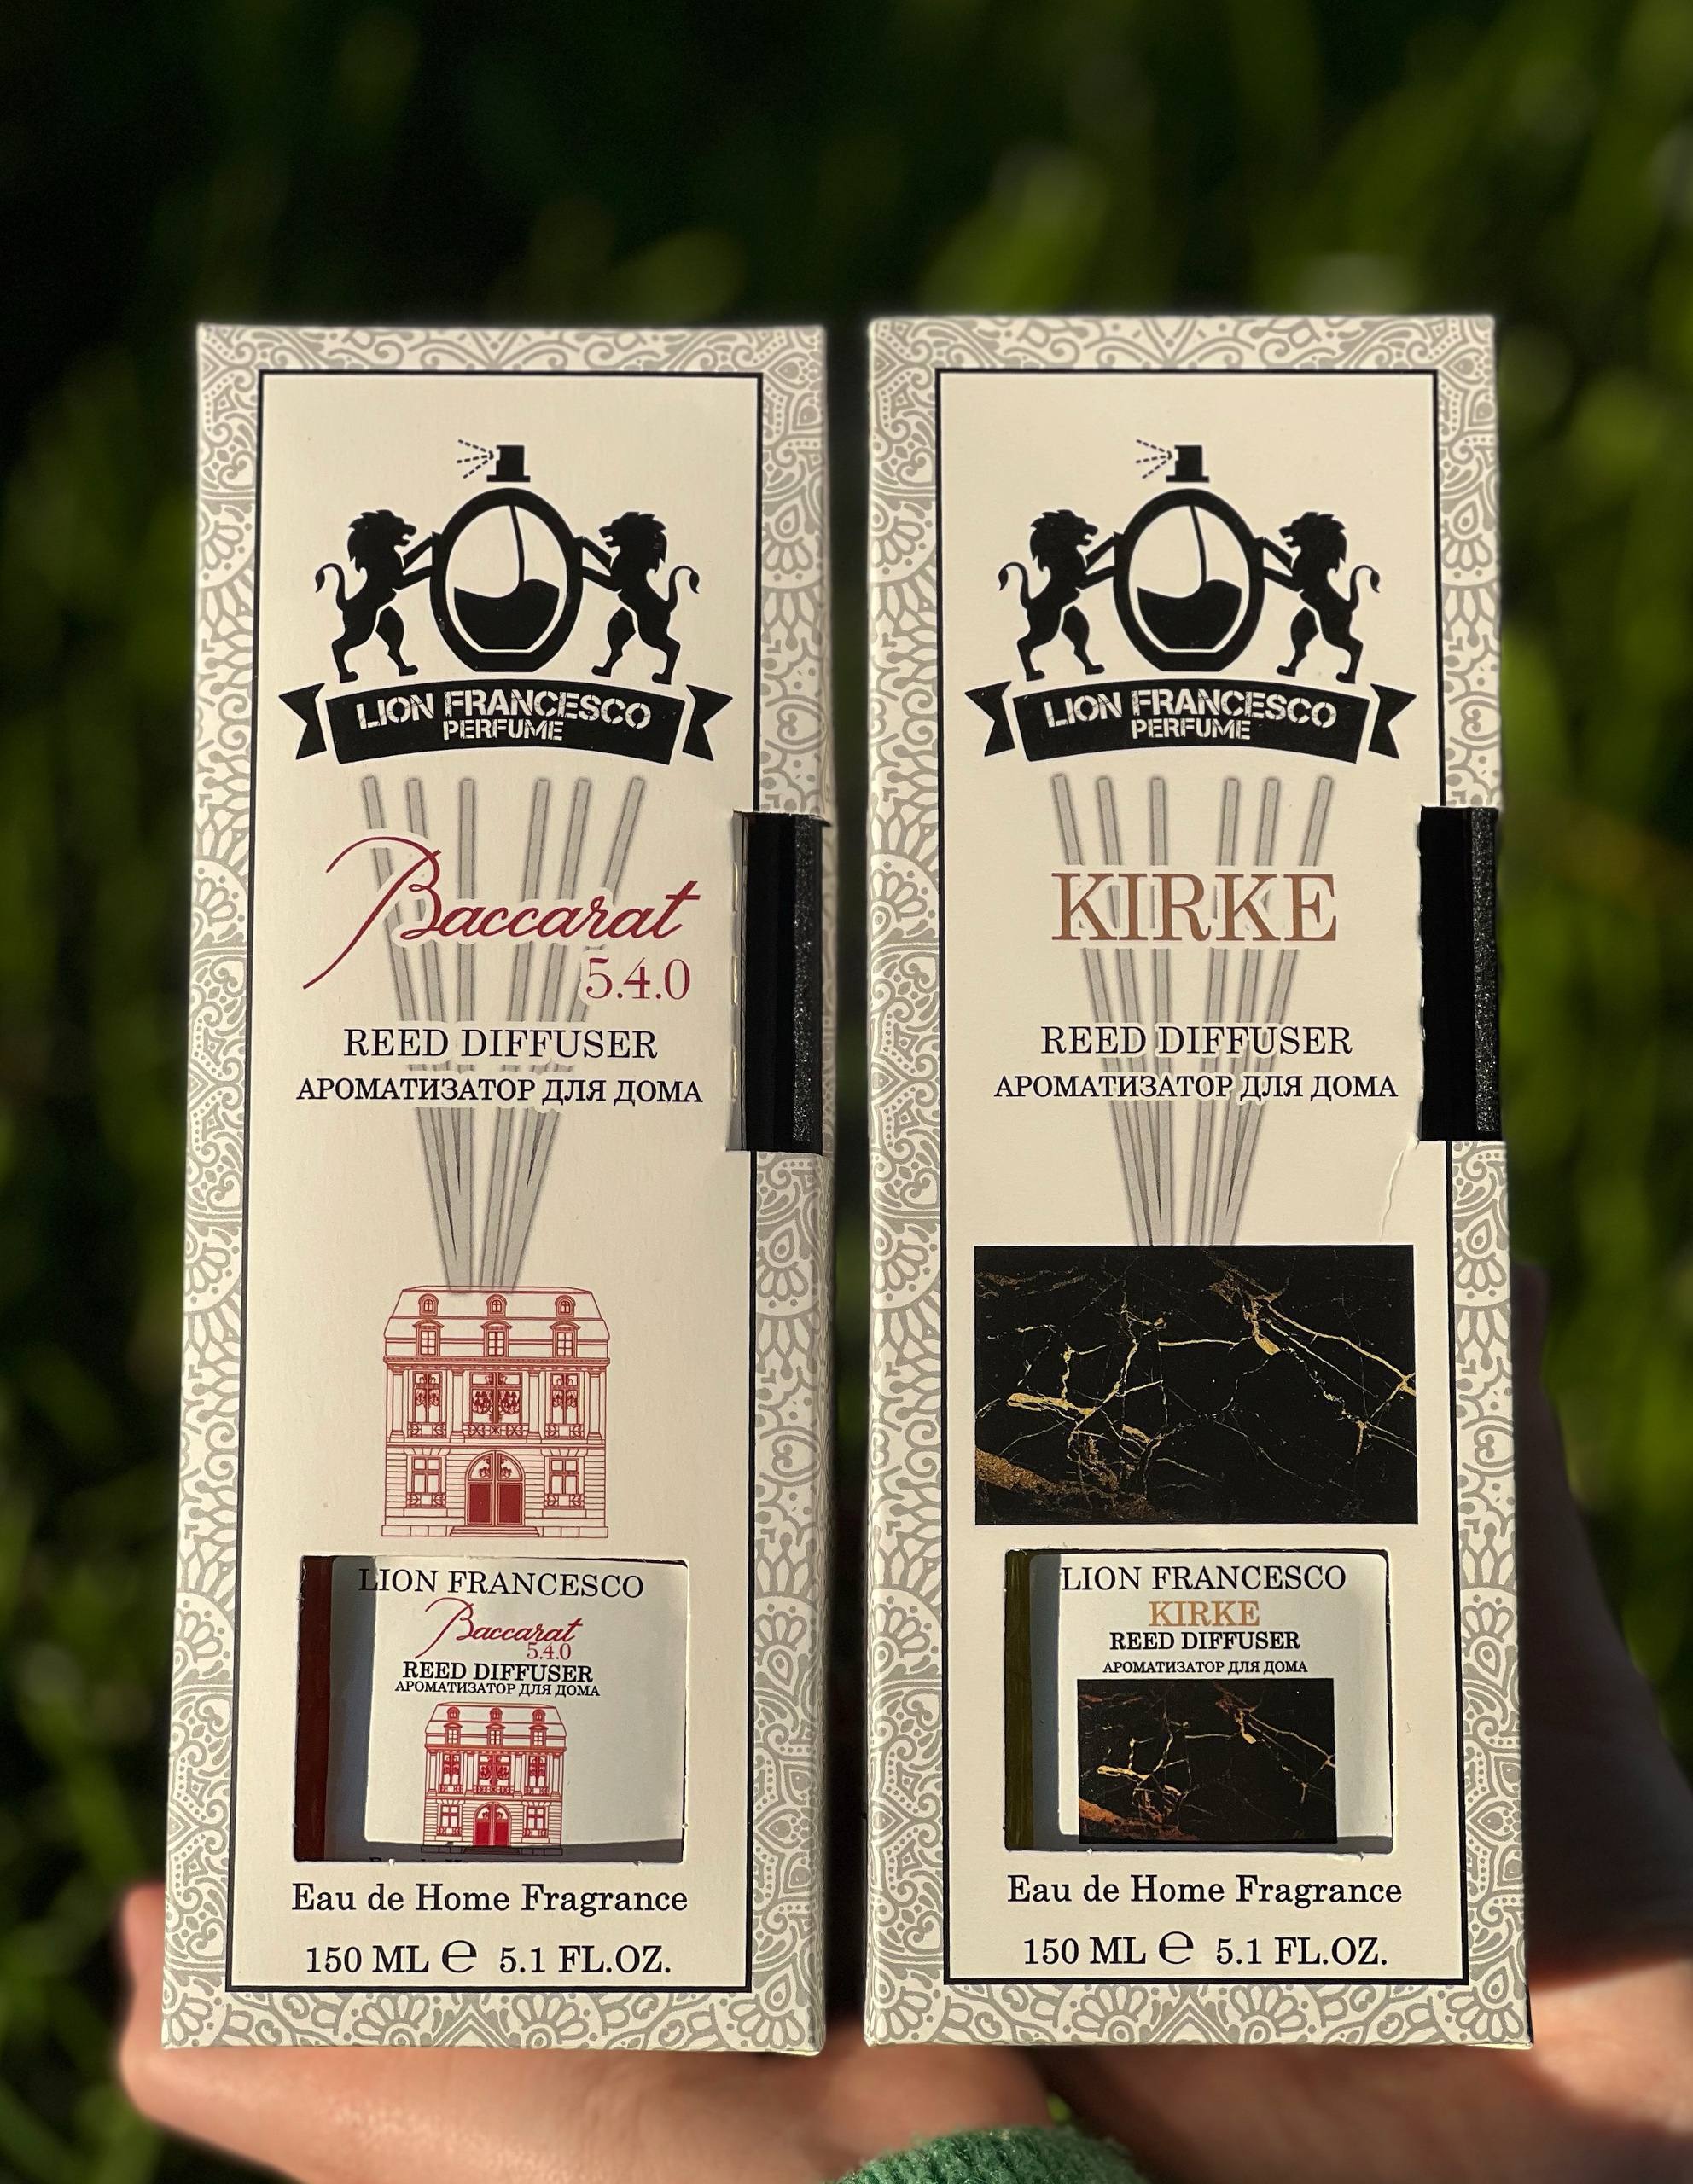 LION FRANCESCO
PERFUME
Baccarat
5.4.0
REED DIFFUSER
АРОМАТИЗАТОР ДЛЯ ДОМА
LION FRANCESCO
Baccarat
5.4.0
REED DIFFUSER
АРОМАТИЗАТОР ДЛЯ ДОМА
Eau de Home Fragrance
150 ML ℮ 5.1 FL.OZ.
LION FRANCESCO
PERFUME
KIRKE
REED DIFFUSER
АРОМАТИЗАТОР ДЛЯ ДОМА
LION FRANCESCO
KIRKE
REED DIFFUSER
АРОМАТИЗАТОР ДЛЯ ДОМА
Eau de Home Fragrance
150 ML ℮ 5.1 FL.OZ.